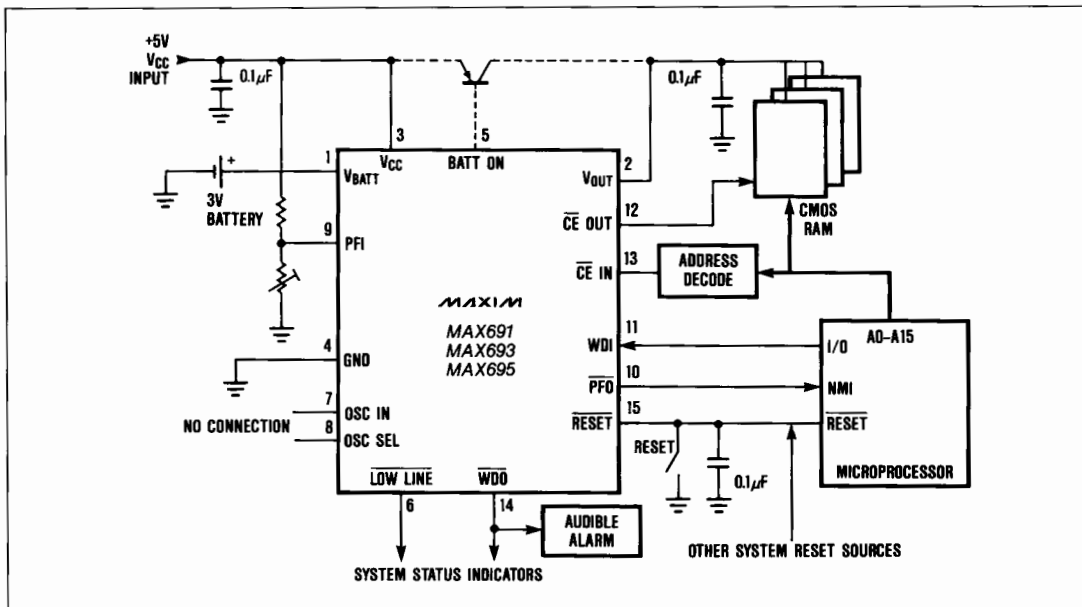 +5V
VCC
INPUT
0.1µF
0.1µF
3
5
1
VBATT
VCC
BATT ON
VOUT
2
+
3V
BATTERY
CE OUT
12
CMOS
RAM
9
PFI
CE IN
13
ADDRESS
DECODE
MAXIM
MAX691
MAX693
MAX695
4
GND
WDI
11
I/O
A0-A15
PFO
10
NMI
7
OSC IN
NO CONNECTION
8
OSC SEL
RESET
15
RESET
RESET
0.1µF
MICROPROCESSOR
LOW LINE
WDO
6
14
AUDIBLE
ALARM
SYSTEM STATUS INDICATORS
OTHER SYSTEM RESET SOURCES